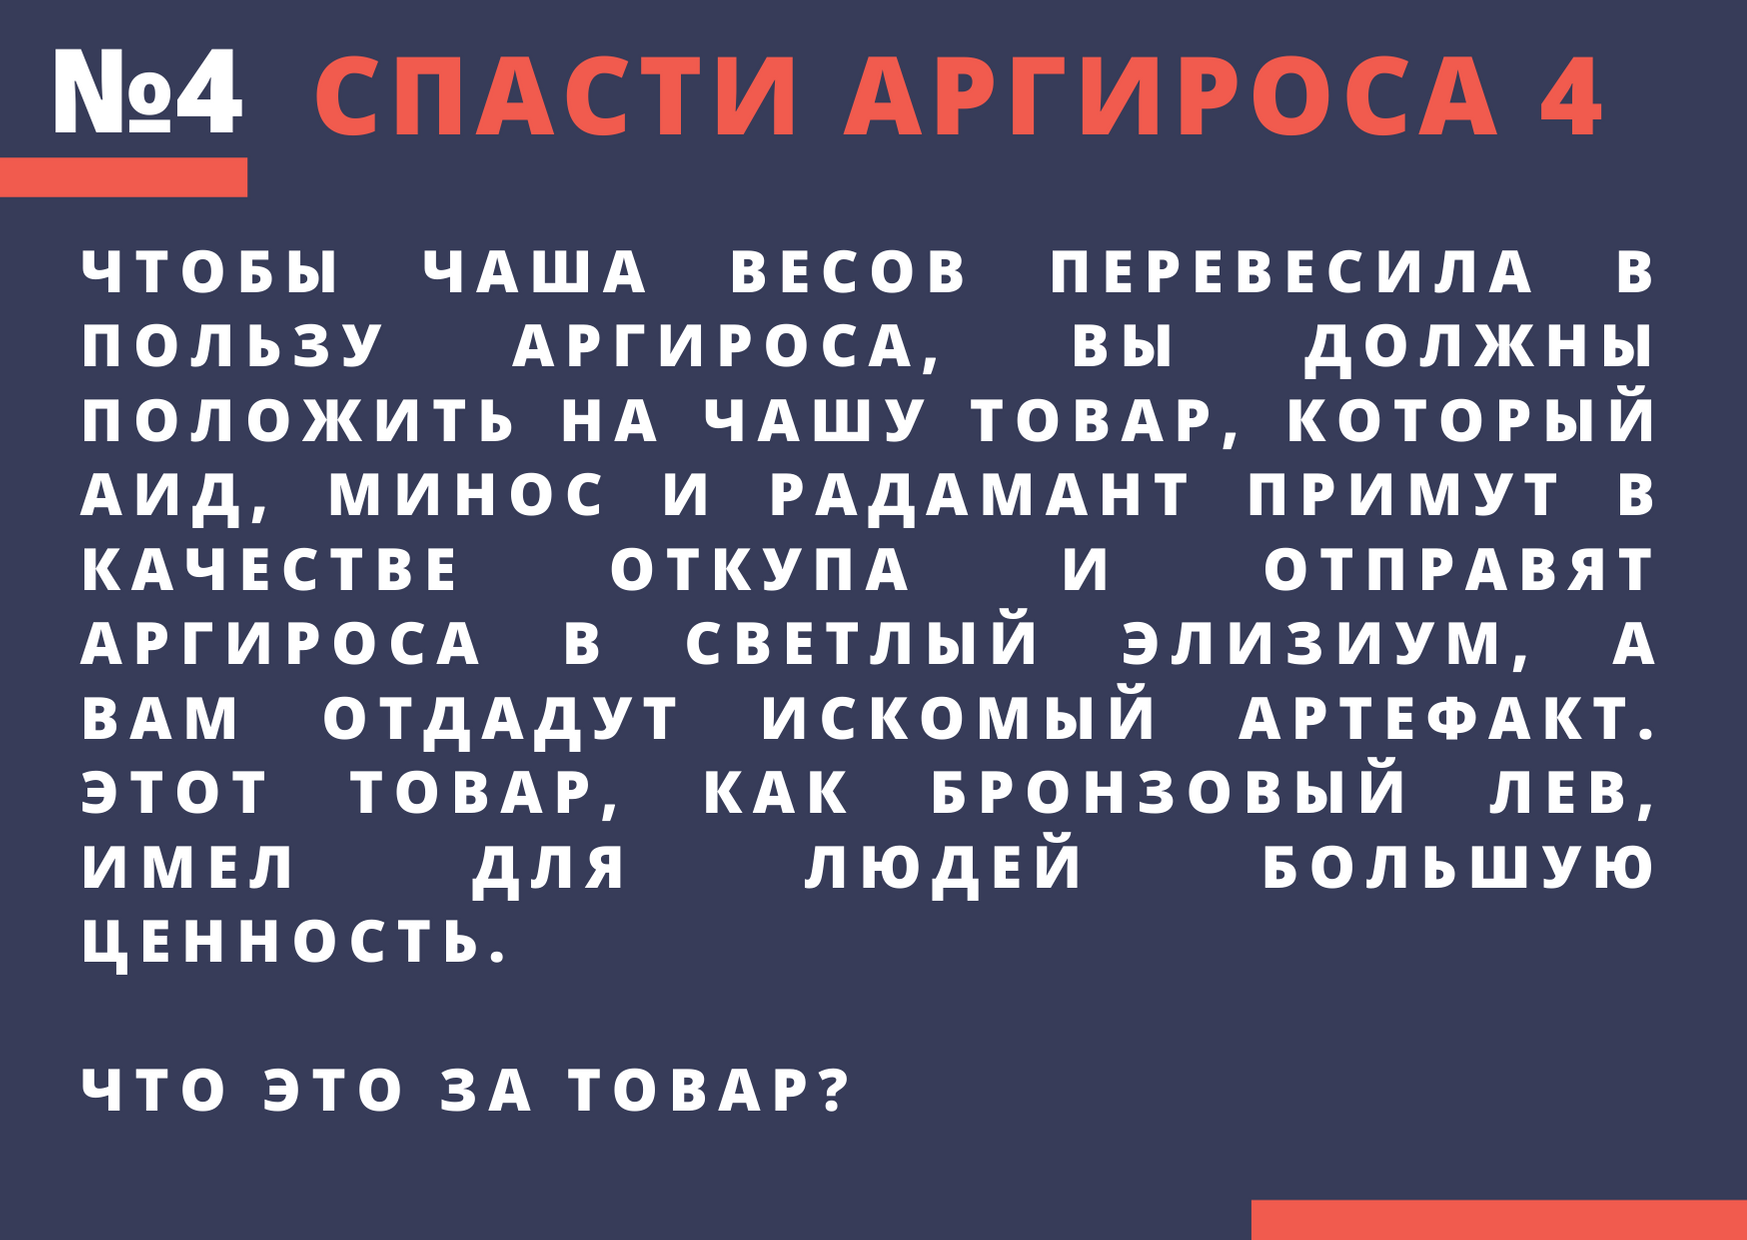 №4 СПАСТИ АРГИРОСА 4
ЧТОБЫ ЧАША ВЕСОВ ПЕРЕВЕСИЛА В
ПОЛЬЗУ АРГИРОСА, ВЫ ДОЛЖНЫ
ПОЛОЖИТЬ НА ЧАШУ ТОВАР, КОТОРЫЙ
АИД, МИНОС И РАДАМАНТ ПРИМУТ В
КАЧЕСТВЕ ОТКУПА И ОТПРАВЯТ
АРГИРОСА В СВЕТЛЫЙ ЭЛИЗИУМ, А
ВАМ ОТДАДУТ ИСКОМЫЙ АРТЕФАКТ.
ЭТОТ ТОВАР, КАК БРОНЗОВЫЙ ЛЕВ,
ИМЕЛ ДЛЯ ЛЮДЕЙ БОЛЬШУЮ
ЦЕННОСТЬ.
ЧТО ЭТО ЗА ТОВАР?